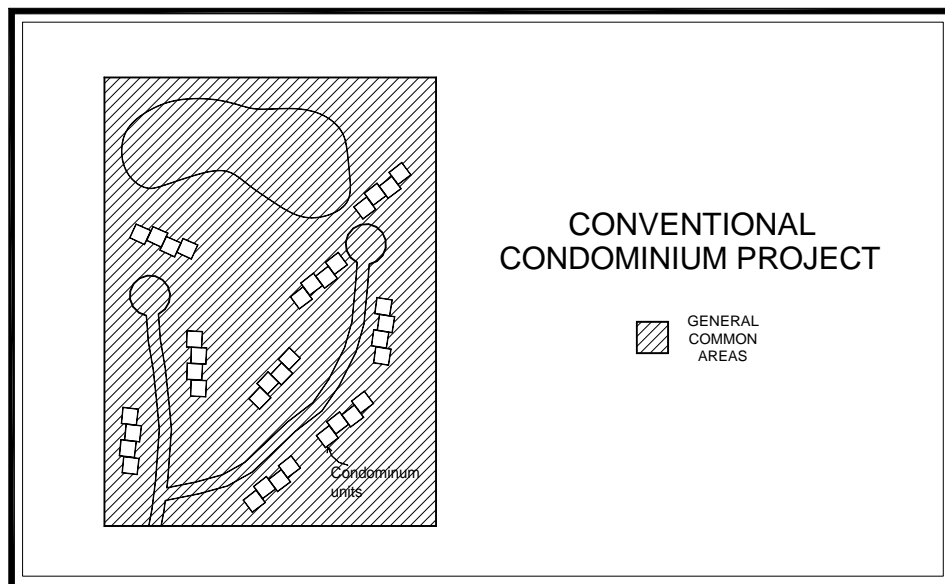 CONVENTIONAL
CONDOMINIUM PROJECT
GENERAL
COMMON
AREAS
Condominum
units